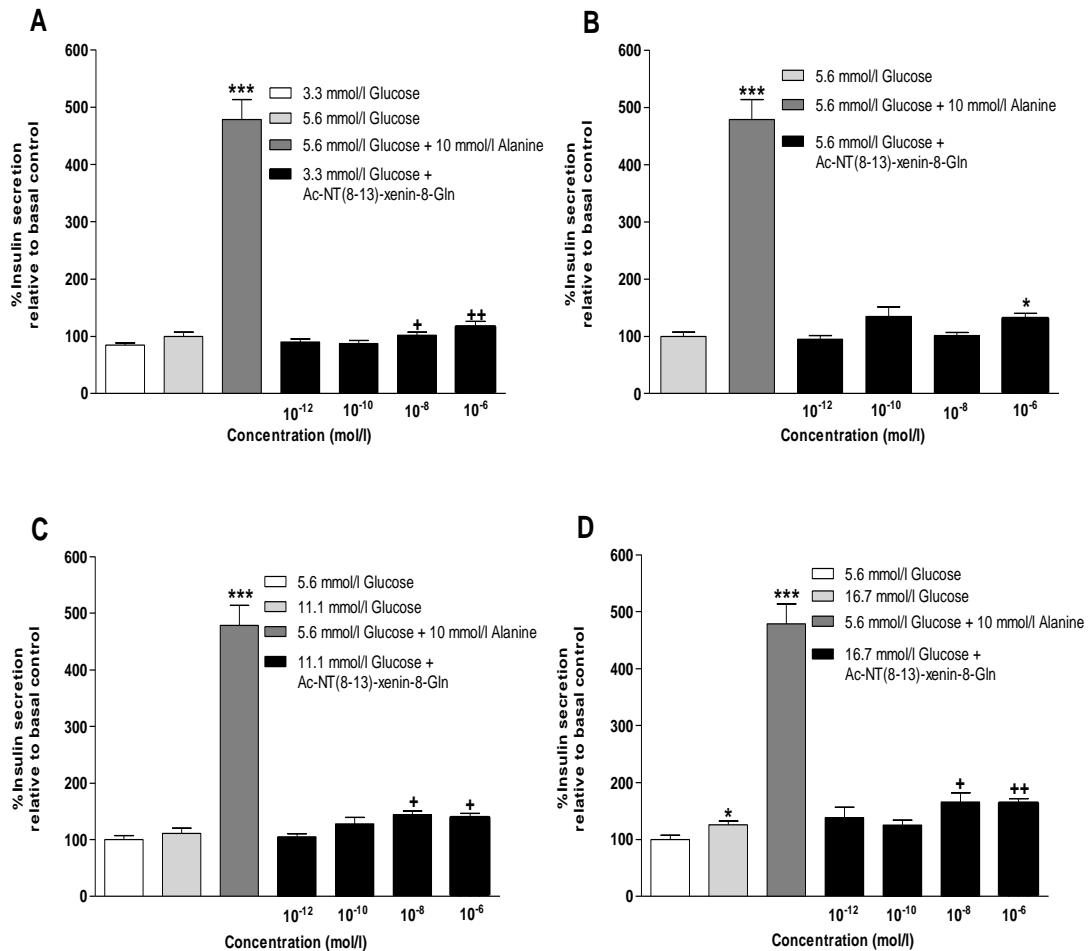 A
%Insulin secretion
relative to basal control
600
500
400
300
200
100
0
***
+
++
3.3 mmol/l Glucose
5.6 mmol/l Glucose
5.6 mmol/l Glucose + 10 mmol/l Alanine
3.3 mmol/l Glucose +
Ac-NT(8-13)-xenin-8-Gln
10⁻¹² 10⁻¹⁰ 10⁻⁸ 10⁻⁶
Concentration (mol/l)
B
%Insulin secretion
relative to basal control
600
500
400
300
200
100
0
***
*
5.6 mmol/l Glucose
5.6 mmol/l Glucose + 10 mmol/l Alanine
5.6 mmol/l Glucose +
Ac-NT(8-13)-xenin-8-Gln
10⁻¹² 10⁻¹⁰ 10⁻⁸ 10⁻⁶
Concentration (mol/l)
C
%Insulin secretion
relative to basal control
600
500
400
300
200
100
0
***
+
+
5.6 mmol/l Glucose
11.1 mmol/l Glucose
5.6 mmol/l Glucose + 10 mmol/l Alanine
11.1 mmol/l Glucose +
Ac-NT(8-13)-xenin-8-Gln
10⁻¹² 10⁻¹⁰ 10⁻⁸ 10⁻⁶
Concentration (mol/l)
D
%Insulin secretion
relative to basal control
600
500
400
300
200
100
0
*
***
+
++
5.6 mmol/l Glucose
16.7 mmol/l Glucose
5.6 mmol/l Glucose + 10 mmol/l Alanine
16.7 mmol/l Glucose +
Ac-NT(8-13)-xenin-8-Gln
10⁻¹² 10⁻¹⁰ 10⁻⁸ 10⁻⁶
Concentration (mol/l)